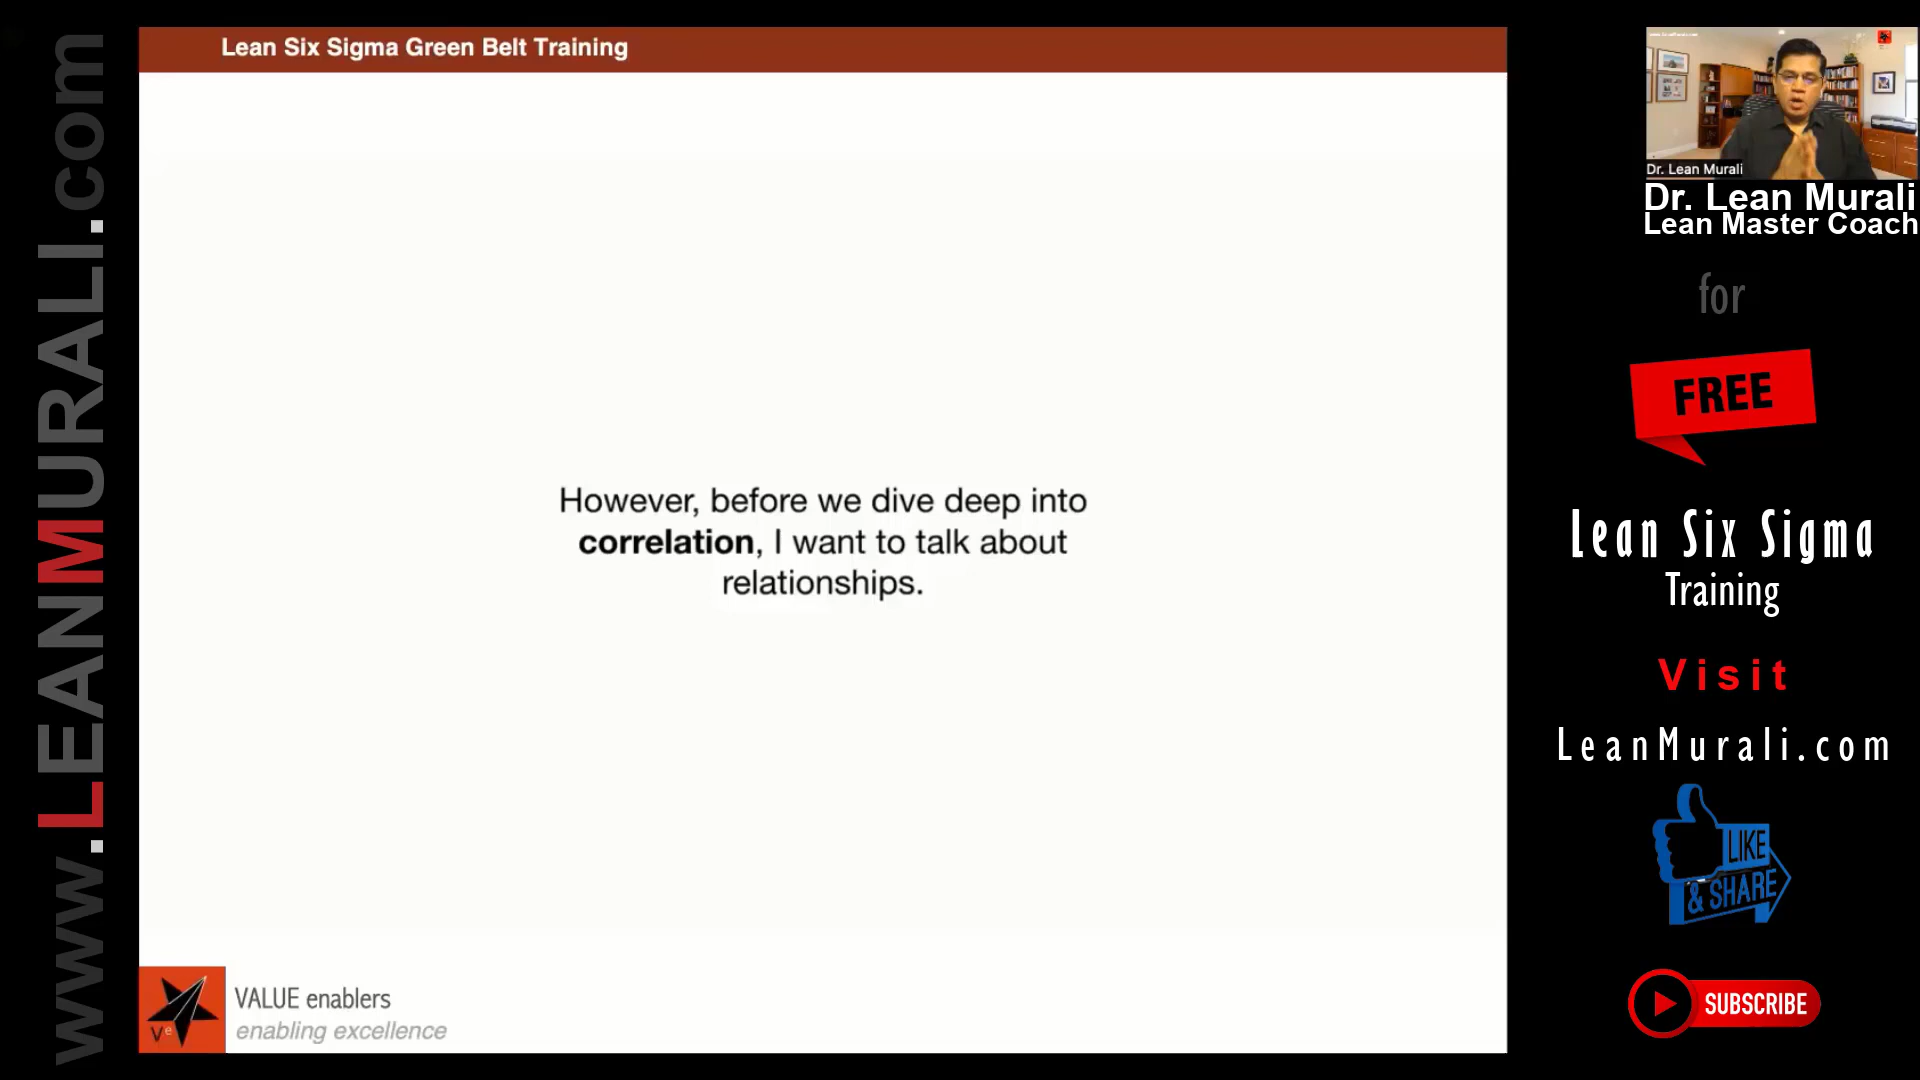 www.LEANMURALI.com
Lean Six Sigma Green Belt Training
However, before we dive deep into
correlation, I want to talk about
relationships.
Ve
VALUE enablers
enabling excellence
Dr. Lean Murali
Dr. Lean Murali
Lean Master Coach
for
FREE
Lean Six Sigma
Training
Visit
LeanMurali.com
LIKE
& SHARE
SUBSCRIBE